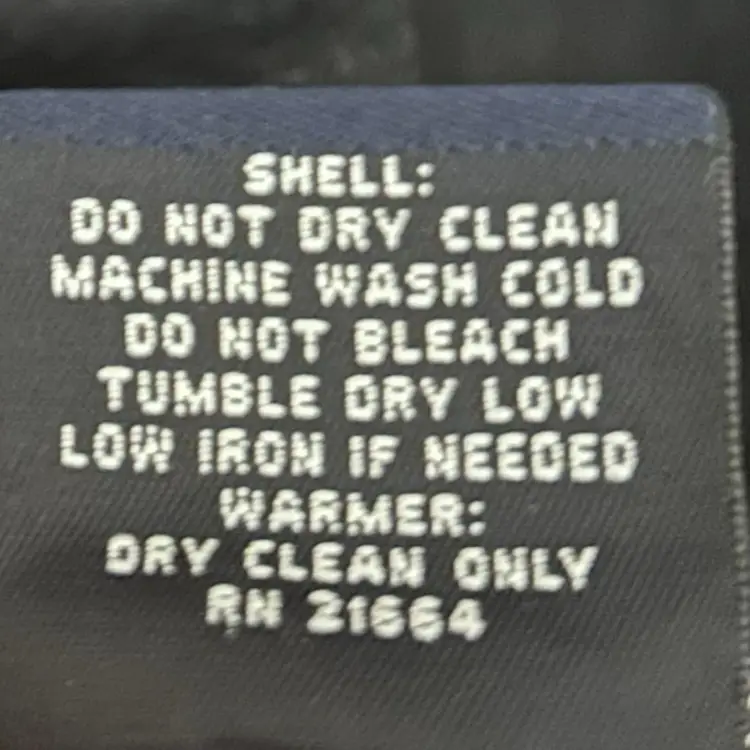 SHELL:
DO NOT DRY CLEAN
MACHINE WASH COLD
DO NOT BLEACH
TUMBLE DRY LOW
LOW IRON IF NEEDED
WARMER:
DRY CLEAN ONLY
RN 21664